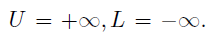 U = +∞, L = −∞.